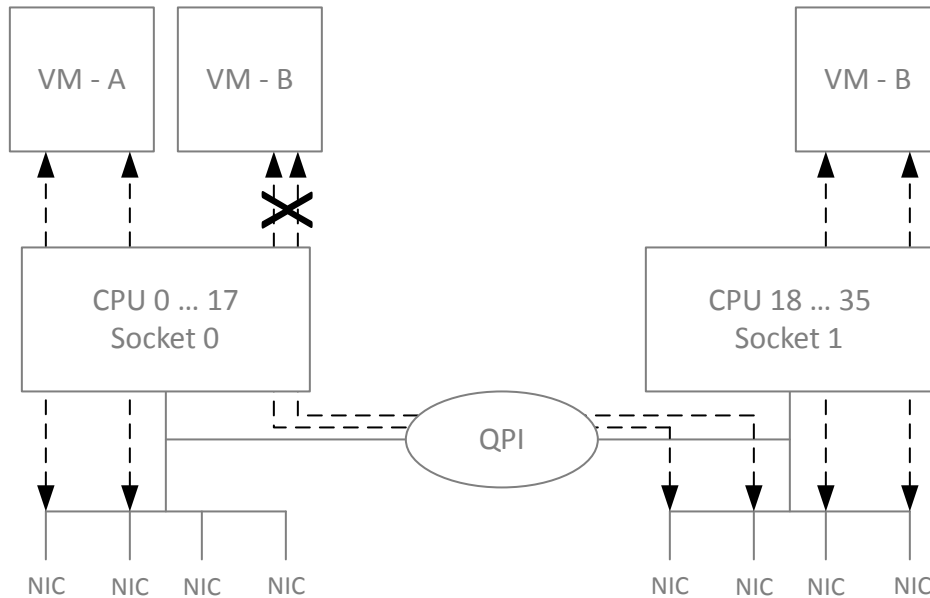 VM - A
VM - B
VM - B
CPU 0 ... 17
Socket 0
CPU 18 ... 35
Socket 1
QPI
NIC
NIC
NIC
NIC
NIC
NIC
NIC
NIC